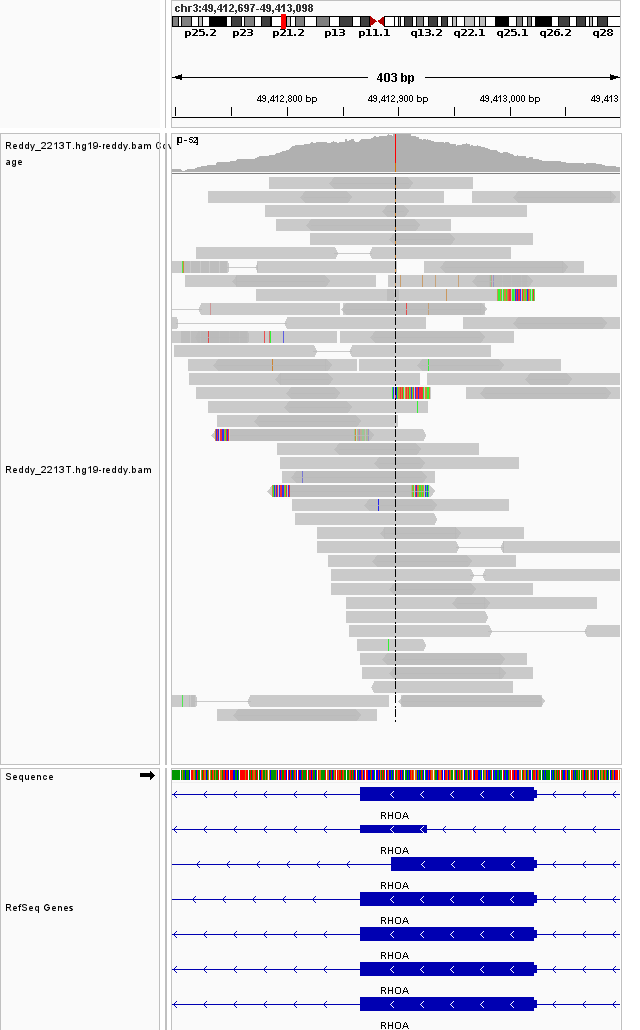 chr3:49,412,697-49,413,098
p25.2 p23 p21.2 p13 p11.1 q13.2 q22.1 q25.1 q26.2 q28
403 bp
49,412,800 bp 49,412,900 bp 49,413,000 bp 49,413
Reddy_2213T.hg19-reddy.bam Cov
age
[0 - 52]
Reddy_2213T.hg19-reddy.bam
Sequence
RHOA
RHOA
RHOA
RefSeq Genes
RHOA
RHOA
RHOA
RHOA